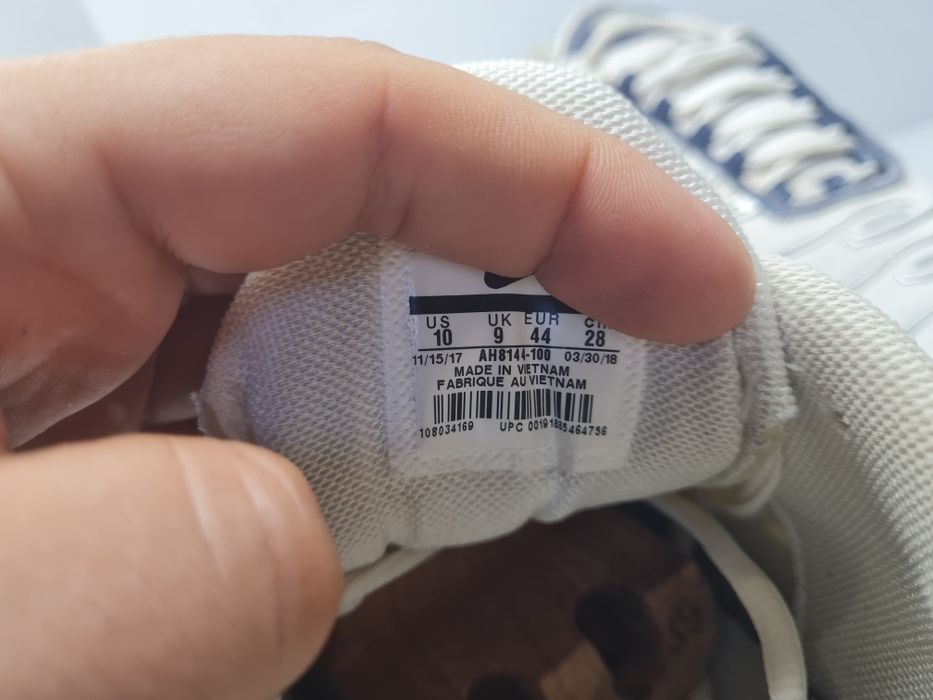 US UK EUR CM
10 9 44 28
11/15/17 AH8144-100 03/30/18
MADE IN VIETNAM
FABRIQUE AU VIETNAM
108034169 UPC 00191885464756